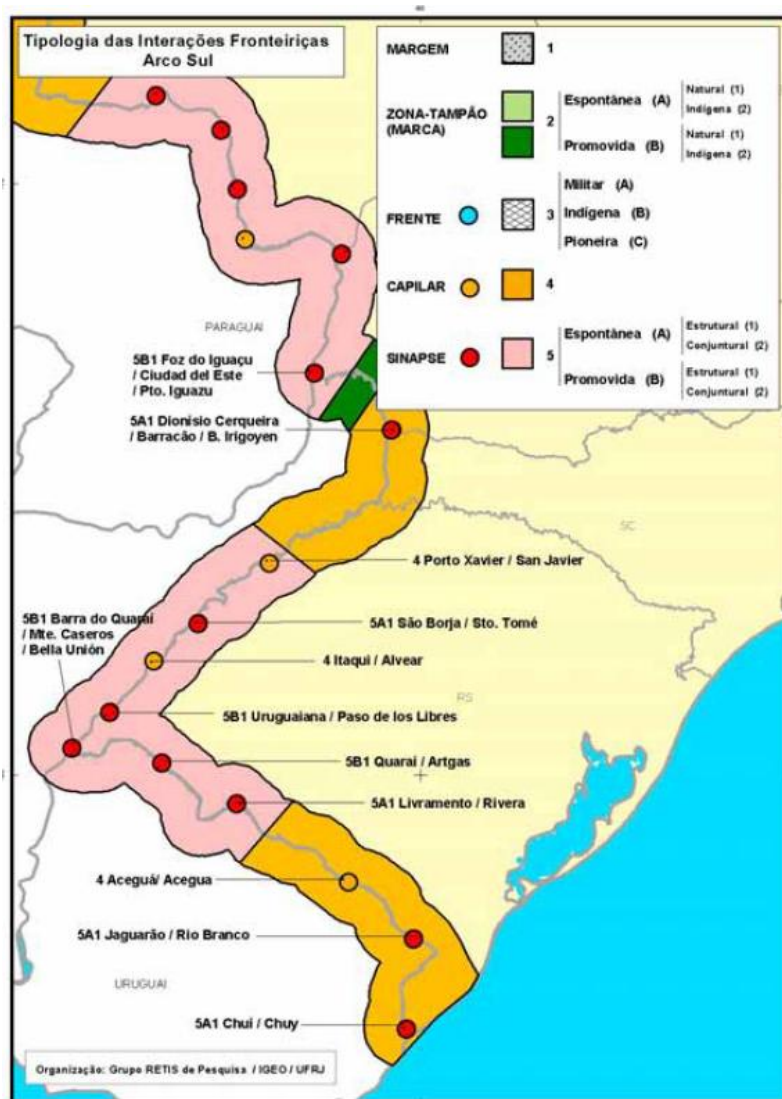 Tipologia das Interações Fronteiriças
Arco Sul
MARGEM 1
ZONA-TAMPÃO
(MARCA)
2
Espontânea (A)
Natural (1)
Indígena (2)
Promovida (B)
Natural (1)
Indígena (2)
FRENTE 3
Militar (A)
Indígena (B)
Pioneira (C)
CAPILAR 4
SINAPSE 5
Espontânea (A)
Estrutural (1)
Conjuntural (2)
Promovida (B)
Estrutural (1)
Conjuntural (2)
PARAGUAI
5B1 Foz do Iguaçu
/ Ciudad del Este
/ Pto. Iguazu
5A1 Dionísio Cerqueira
/ Barracão / B. Irigoyen
SC
4 Porto Xavier / San Javier
5B1 Barra do Quaraí
/ Mte. Caseros
/ Bella Unión
5A1 São Borja / Sto. Tomé
4 Itaqui / Alvear
RS
5B1 Uruguaiana / Paso de los Libres
5B1 Quaraí / Artgas
5A1 Livramento / Rivera
4 Aceguá/ Acegua
5A1 Jaguarão / Rio Branco
URUGUAI
5A1 Chuí / Chuy
Organização: Grupo RETIS de Pesquisa / IGEO / UFRJ